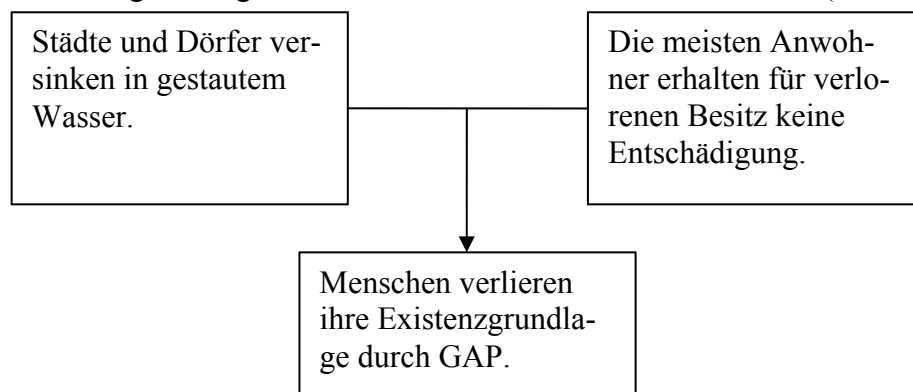 Städte und Dörfer ver-
sinken in gestautem
Wasser.
Die meisten Anwoh-
ner erhalten für verlo-
renen Besitz keine
Entschädigung.
Menschen verlieren
ihre Existenzgrundla-
ge durch GAP.